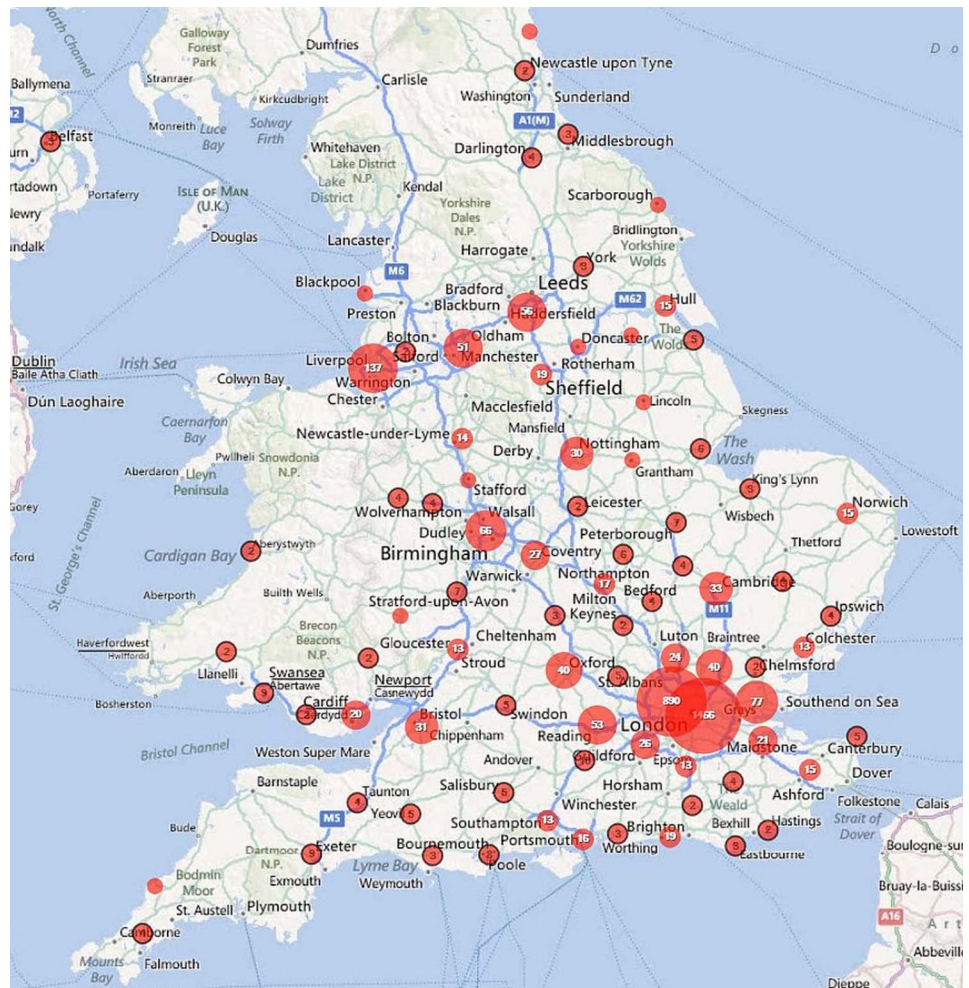 North Channel
Galloway
Forest
Park
Dumfries
Newcastle upon Tyne
2
Ballymena
Stranraer
Carlisle
Washington
Sunderland
Kirkcudbright
Monreith
Luce
Bay
Solway
Firth
A1(M)
Belfast
3
Whitehaven
Lake District
N.P.
Lake
District
Darlington
4
3
Middlesbrough
Portaferry
ISLE OF MAN
(U.K.)
Kendal
Yorkshire
Dales
N.P.
Scarborough
Newry
Douglas
Lancaster
Harrogate
Bridlington
Yorkshire
Wolds
York
M6
Blackpool
Bradford
Leeds
M62
Hull
15
Preston
Blackburn
56
Huddersfield
Dublin
Baile Átha Cliath
Irish Sea
Bolton
Oldham
51
Doncaster
The
Wolds
5
Liverpool
137
Salford
Manchester
Rotherham
Dún Laoghaire
Colwyn Bay
Warrington
19
Sheffield
Chester
Macclesfield
Lincoln
Skegness
Caernarfon
Bay
Mansfield
Newcastle-under-Lyme
14
Nottingham
30
6
The
Wash
Pwllheli
Snowdonia
N.P.
Derby
Grantham
Aberdaron
Lleyn
Peninsula
Stafford
King's Lynn
Gorey
4
4
Leicester
Norwich
15
St. George's Channel
Wolverhampton
Walsall
Wisbech
Dudley
66
Peterborough
7
Lowestoft
Cardigan Bay
2
Aberystwyth
Birmingham
27
Coventry
6
Thetford
Warwick
Northampton
17
4
Cambridge
33
Aberporth
Builth Wells
7
Milton
Keynes
Bedford
4
M11
Stratford-upon-Avon
3
2
4
Ipswich
Haverfordwest
Hwlffordd
Brecon
Beacons
N.P.
Gloucester
Cheltenham
Luton
Braintree
Colchester
13
2
13
Stroud
24
Llanelli
Swansea
Abertawe
2
Oxford
40
St. Albans
5
40
2
Chelmsford
9
Newport
Casnewydd
Bosherston
Cardiff
Caerdydd
20
5
Swindon
890
1466
Grays
77
Southend on Sea
Bristol
31
Chippenham
Reading
53
London
Bristol Channel
Weston Super Mare
26
Guildford
21
Maidstone
5
Canterbury
Andover
Epsom
13
15
Dover
Barnstaple
Taunton
4
Salisbury
5
Winchester
Horsham
4
The
Weald
Ashford
Folkestone
Calais
Strait of
Dover
M5
Yeovil
5
Southampton
13
2
Bexhill
Hastings
2
Bude
Portsmouth
16
3
Worthing
Brighton
19
Eastbourne
Boulogne-sur
Dartmoor
N.P.
9
Exeter
Lyme Bay
Bournemouth
3
Poole
Exmouth
Weymouth
Bodmin
Moor
Bruay-la-Buissi
St. Austell
Plymouth
A16
Camborne
Mounts
Bay
Falmouth
Abbeville
Dieppe